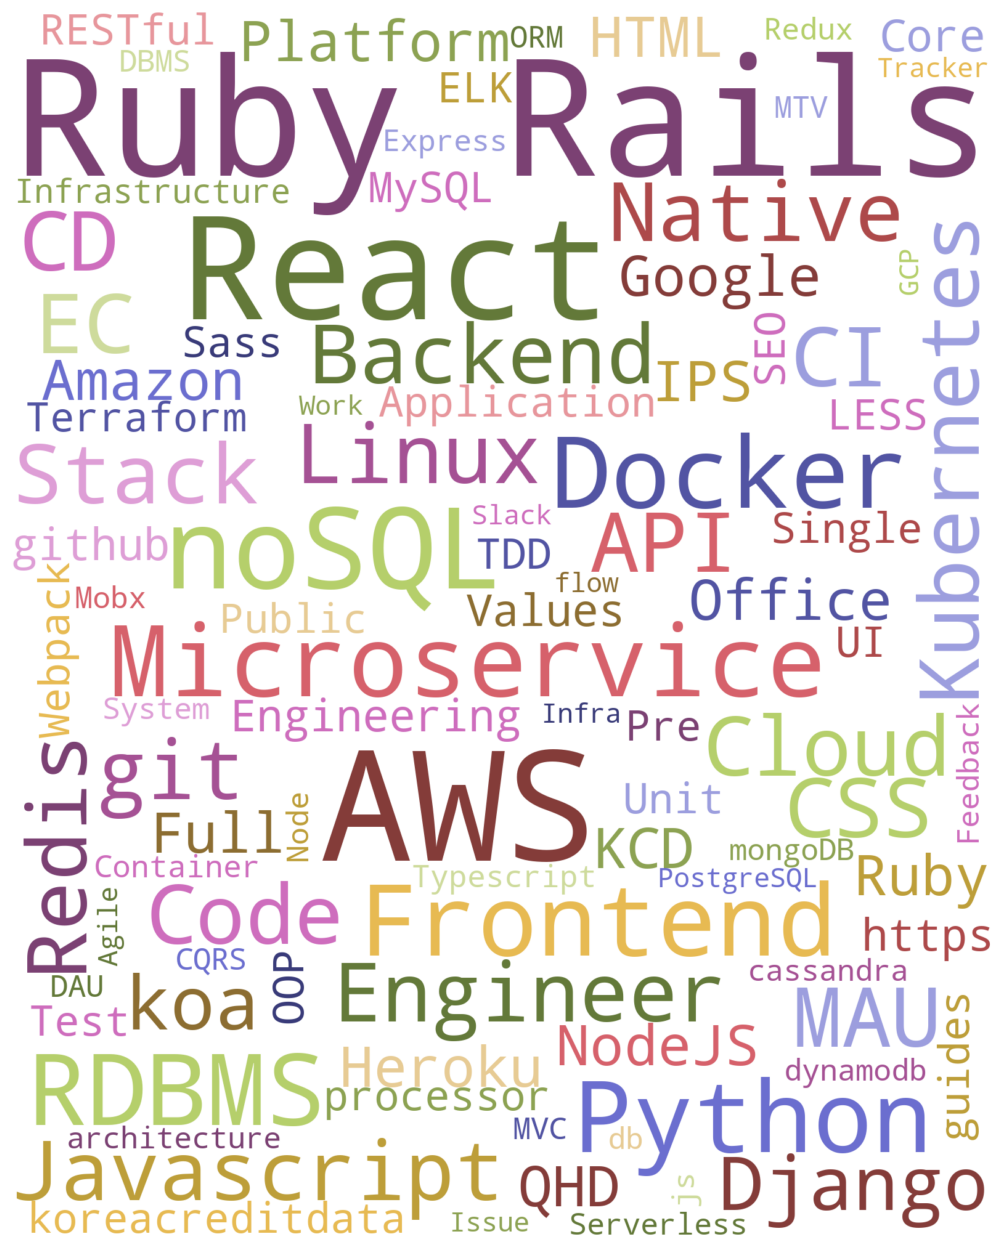 RESTful
Platform
ORM
HTML
Redux
Core
DBMS
Tracker
Ruby Rails
ELK
MTV
Express
Infrastructure
MySQL
Native
CD
React
Google
GCP
Kubernetes
EC
Sass
Backend
SEO
CI
Amazon
IPS
Terraform
Work
Application
LESS
Linux
Stack
Docker
noSQL
Slack
API
Single
github
TDD
flow
Office
Mobx
Webpack
Public
Values
Microservice
UI
System
Engineering
Infra
Pre
Cloud
Feedback
Redis
git
AWS
Unit
CSS
Full
Node
KCD
mongoDB
Container
Typescript
PostgreSQL
Ruby
Code
Frontend
Agile
https
CQRS
OOP
Engineer
cassandra
DAU
koa
MAU
Test
guides
NodeJS
Heroku
RDBMS
processor
dynamodb
Python
MVC
db
architecture
Javascript
QHD
js
Django
koreacreditdata
Issue
Serverless